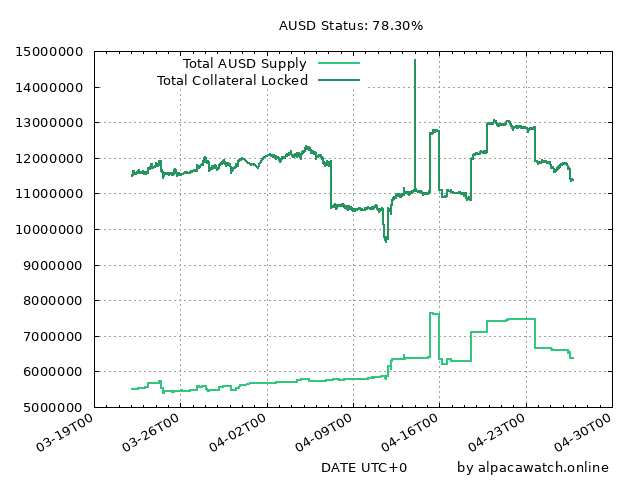 AUSD Status: 78.30%
15000000
14000000
13000000
12000000
11000000
10000000
9000000
8000000
7000000
6000000
5000000
Total AUSD Supply
Total Collateral Locked
03-19T00 03-26T00 04-02T00 04-09T00 04-16T00 04-23T00 04-30T00
DATE UTC+0 by alpacawatch.online